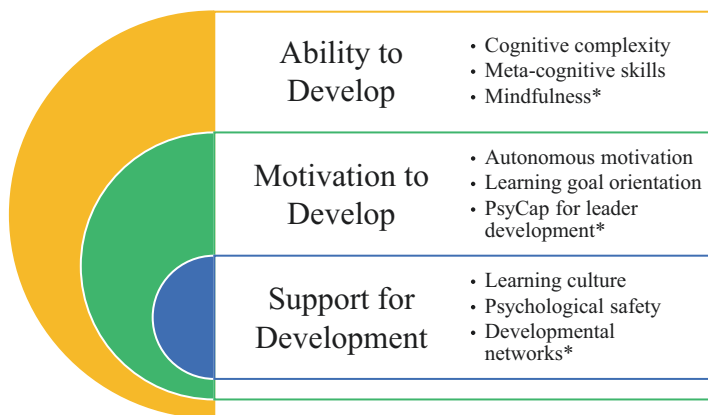 Ability to
Develop
• Cognitive complexity
• Meta-cognitive skills
• Mindfulness*
Motivation to
Develop
• Autonomous motivation
• Learning goal orientation
• PsyCap for leader
development*
Support for
Development
• Learning culture
• Psychological safety
• Developmental
networks*